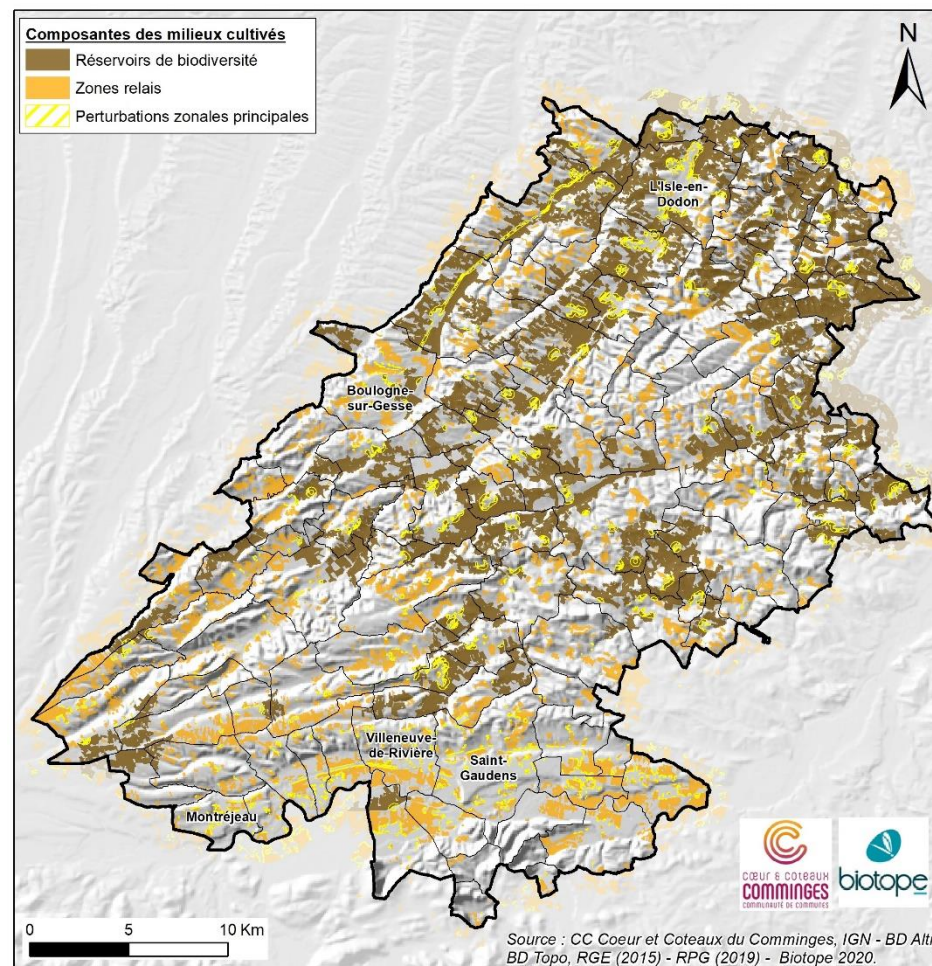 Composantes des milieux cultivés
Réservoirs de biodiversité
Zones relais
Perturbations zonales principales
N
L'Isle-en-
Dodon
Boulogne-
sur-Gesse
Villeneuve-
de-Rivière
Saint-
Gaudens
Montréjeau
CŒUR & COTEAUX
COMMINGES
COMMUNAUTÉ DE COMMUNES
biotope
0 5 10 Km
Source : CC Coeur et Coteaux du Comminges, IGN - BD Alti
BD Topo, RGE (2015) - RPG (2019) - Biotope 2020.